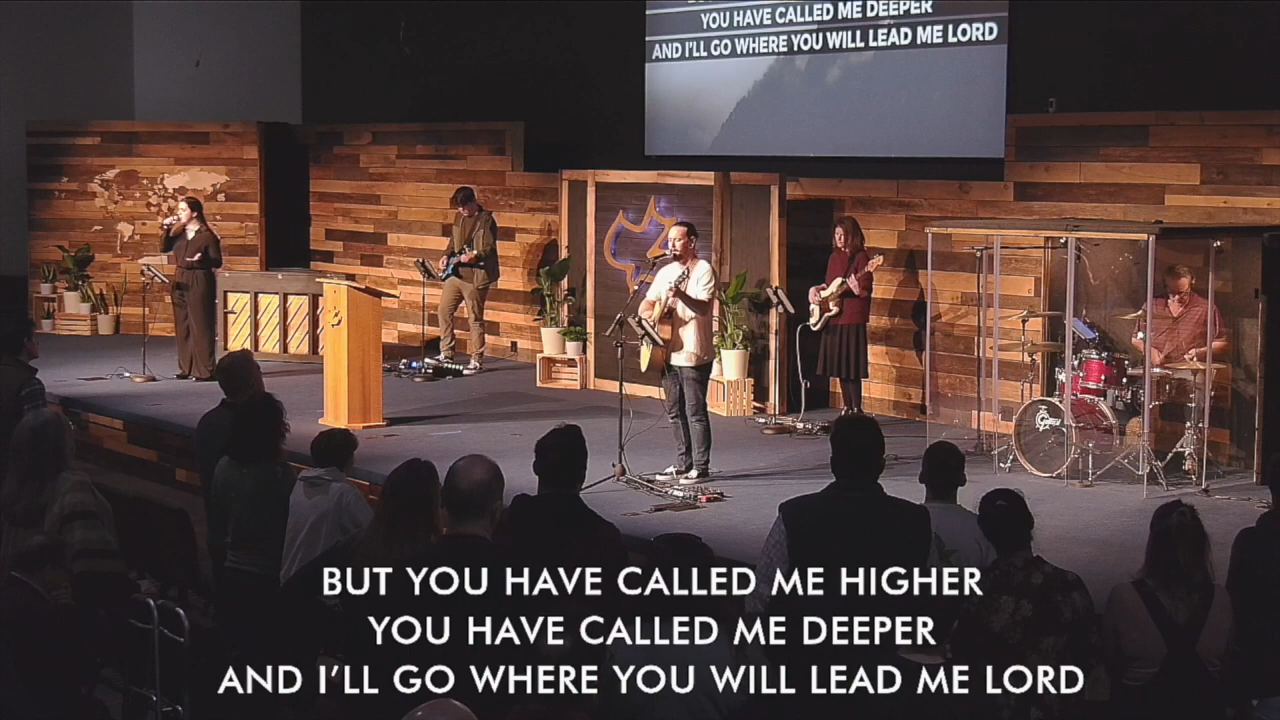 YOU HAVE CALLED ME DEEPER
AND I'LL GO WHERE YOU WILL LEAD ME LORD
BUT YOU HAVE CALLED ME HIGHER
YOU HAVE CALLED ME DEEPER
AND I'LL GO WHERE YOU WILL LEAD ME LORD